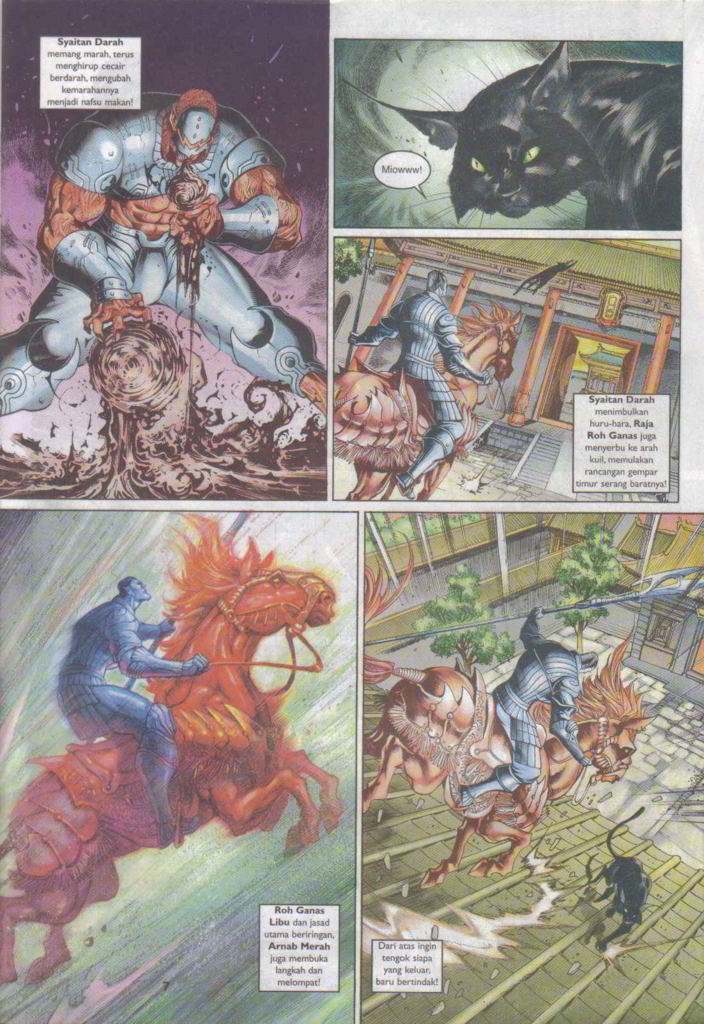 Syaitan Darah
memang marah, terus
menghirup cecair
berdarah, mengubah
kemarahannya
menjadi nafsu makan!
Miowww!
Syaitan Darah
menimbulkan
huru-hara, Raja
Roh Ganas juga
menyerbu ke arah
kuil, memulakan
rancangan gempar
timur serang baratnya!
Roh Ganas
Libu dan jasad
utama beriringan,
Arnab Merah
juga membuka
langkah dan
melompat!
Dari atas ingin
tengok siapa
yang keluar,
baru bertindak!
7